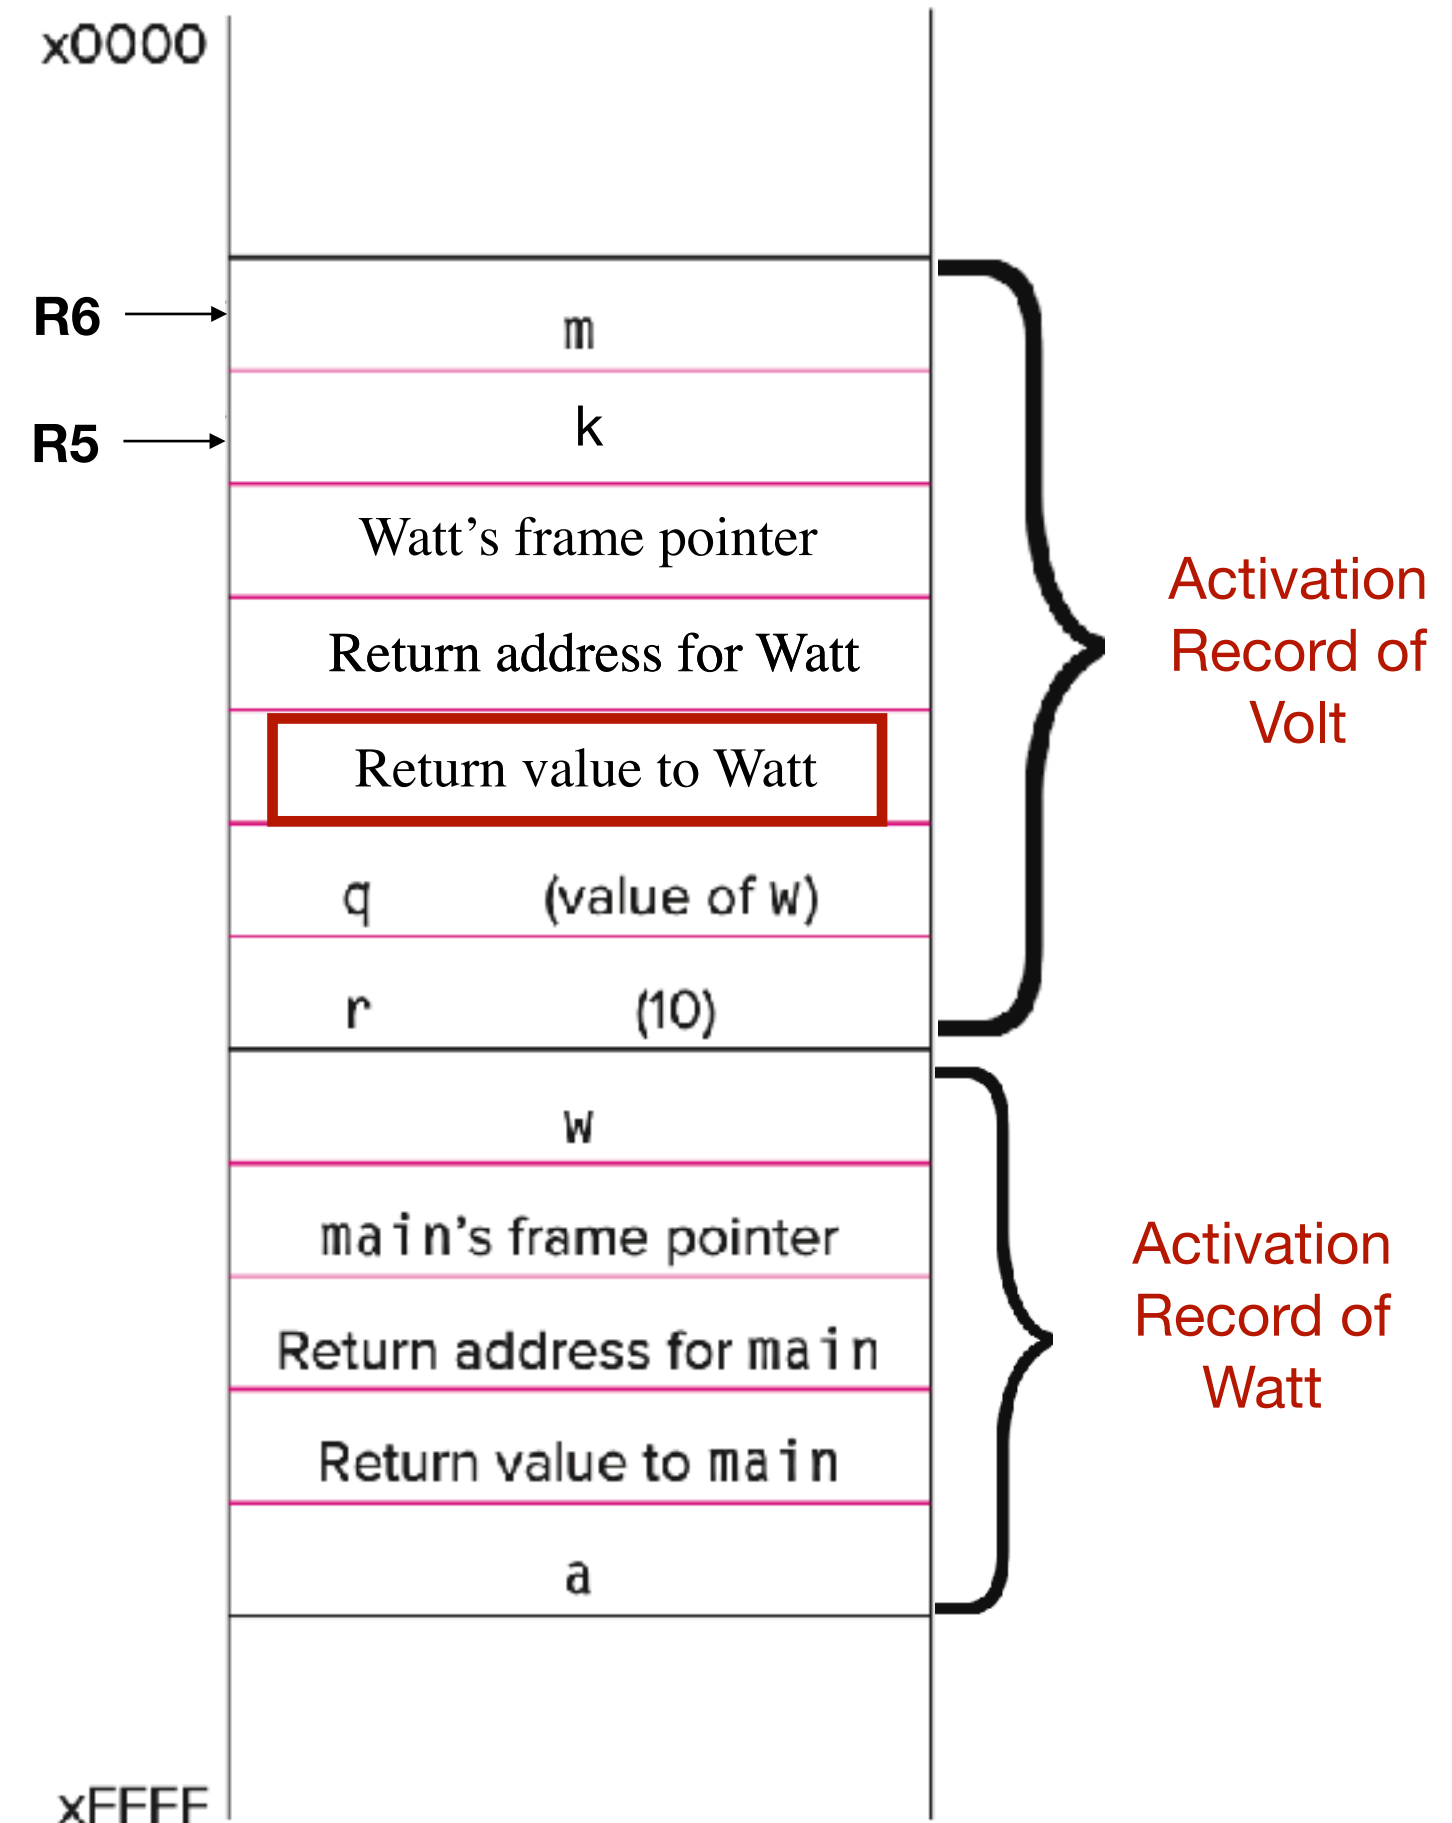 x0000
R6
m
R5
k
Watt’s frame pointer
Return address for Watt
Return value to Watt
q (value of w)
r (10)
Activation
Record of
Volt
w
main’s frame pointer
Return address for main
Return value to main
a
Activation
Record of
Watt
xFFFF